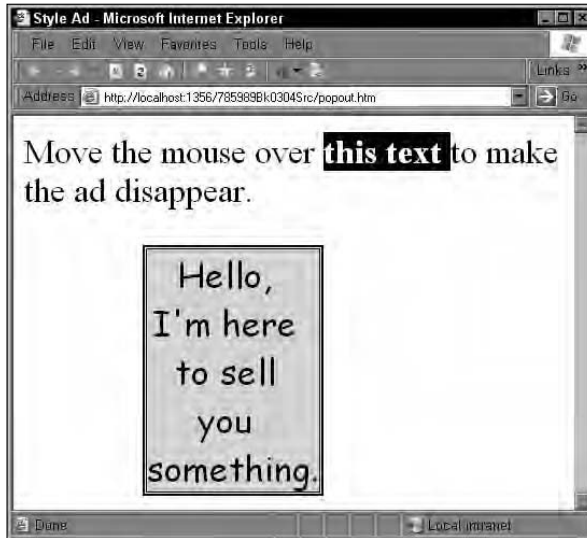 Style Ad - Microsoft Internet Explorer
File Edit View Favorites Tools Help
Links »
Address http://localhost:1356/785989Bk0304Src/popout.htm Go
Move the mouse over this text to make
the ad disappear.
Hello,
I'm here
to sell
you
something.
Done Local intranet